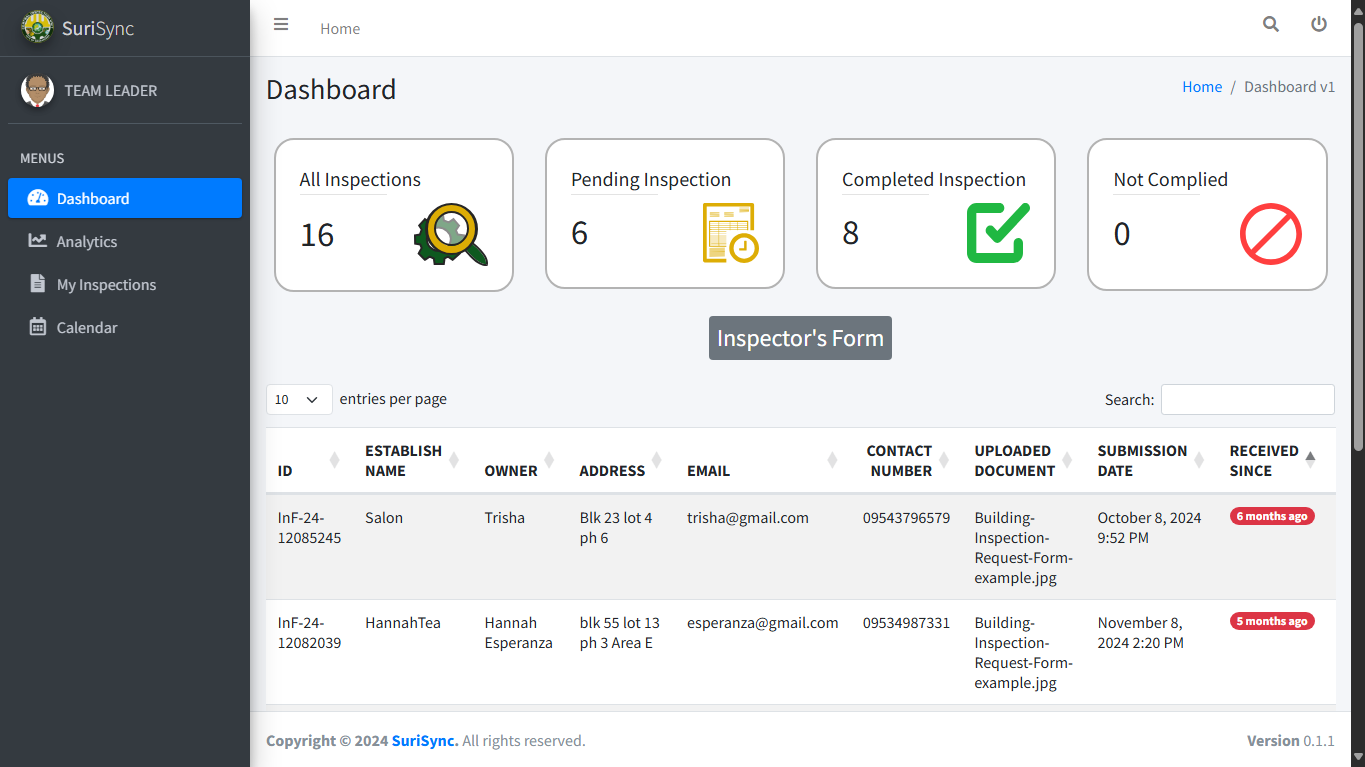 SuriSync
Home
TEAM LEADER
Dashboard
Home / Dashboard v1
MENUS
Dashboard
Analytics
My Inspections
Calendar
All Inspections
16
Pending Inspection
6
Completed Inspection
8
Not Complied
0
Inspector's Form
10 entries per page
Search:
ID
ESTABLISH
NAME
OWNER
ADDRESS
EMAIL
CONTACT
NUMBER
UPLOADED
DOCUMENT
SUBMISSION
DATE
RECEIVED
SINCE
InF-24-
12085245
Salon
Trisha
Blk 23 lot 4
ph 6
trisha@gmail.com
09543796579
Building-
Inspection-
Request-Form-
example.jpg
October 8, 2024
9:52 PM
6 months ago
InF-24-
12082039
HannahTea
Hannah
Esperanza
blk 55 lot 13
ph 3 Area E
esperanza@gmail.com
09534987331
Building-
Inspection-
Request-Form-
example.jpg
November 8,
2024 2:20 PM
5 months ago
Copyright © 2024 SuriSync. All rights reserved.
Version 0.1.1